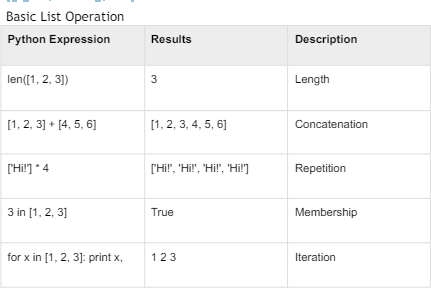 Basic List Operation
Python Expression Results Description
len([1, 2, 3]) 3 Length
[1, 2, 3] + [4, 5, 6] [1, 2, 3, 4, 5, 6] Concatenation
['Hi!'] * 4 ['Hi!', 'Hi!', 'Hi!', 'Hi!'] Repetition
3 in [1, 2, 3] True Membership
for x in [1, 2, 3]: print x, 1 2 3 Iteration